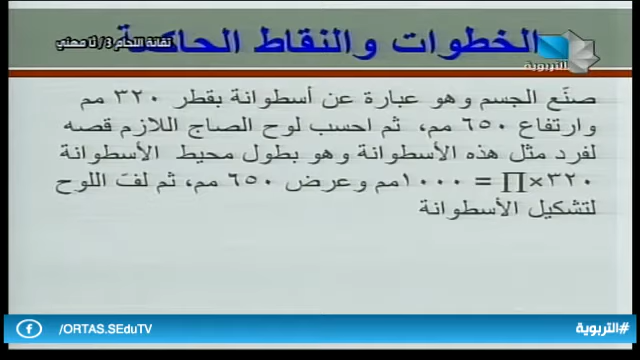 الخطوات والنقاط
تقانة اللحام 3/ ثا مهني
التربوية
صنّع الجسم وهو عبارة عن أسطوانة بقطر ٣٢٠ مم
وارتفاع ٦٥٠ مم، ثم احسب لوح الصاج اللازم قصه
لفرد مثل هذه الأسطوانة وهو بطول محيط الأسطوانة
٣٢٠×∏ = ١٠٠٠مم وعرض ٦٥٠ مم، ثم لف اللوح
لتشكيل الأسطوانة
/ORTAS.SEduTV
#التربوية